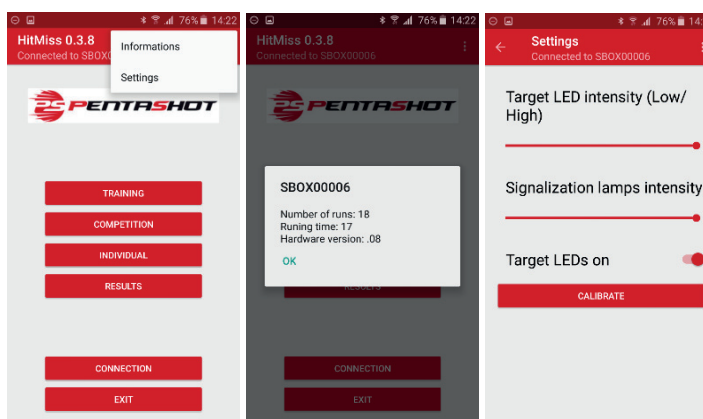 76% 14:22
HitMiss 0.3.8
Connected to SBOX0
Informations
Settings
PS PENTASHOT
TRAINING
COMPETITION
INDIVIDUAL
RESULTS
CONNECTION
EXIT
76% 14:22
HitMiss 0.3.8
Connected to SBOX00006
PS PENTASHOT
SBOX00006
Number of runs: 18
Runing time: 17
Hardware version: .08
OK
RESULTS
CONNECTION
EXIT
76% 14:
Settings
Connected to SBOX00006
Target LED intensity (Low/
High)
Signalization lamps intensity
Target LEDs on
CALIBRATE